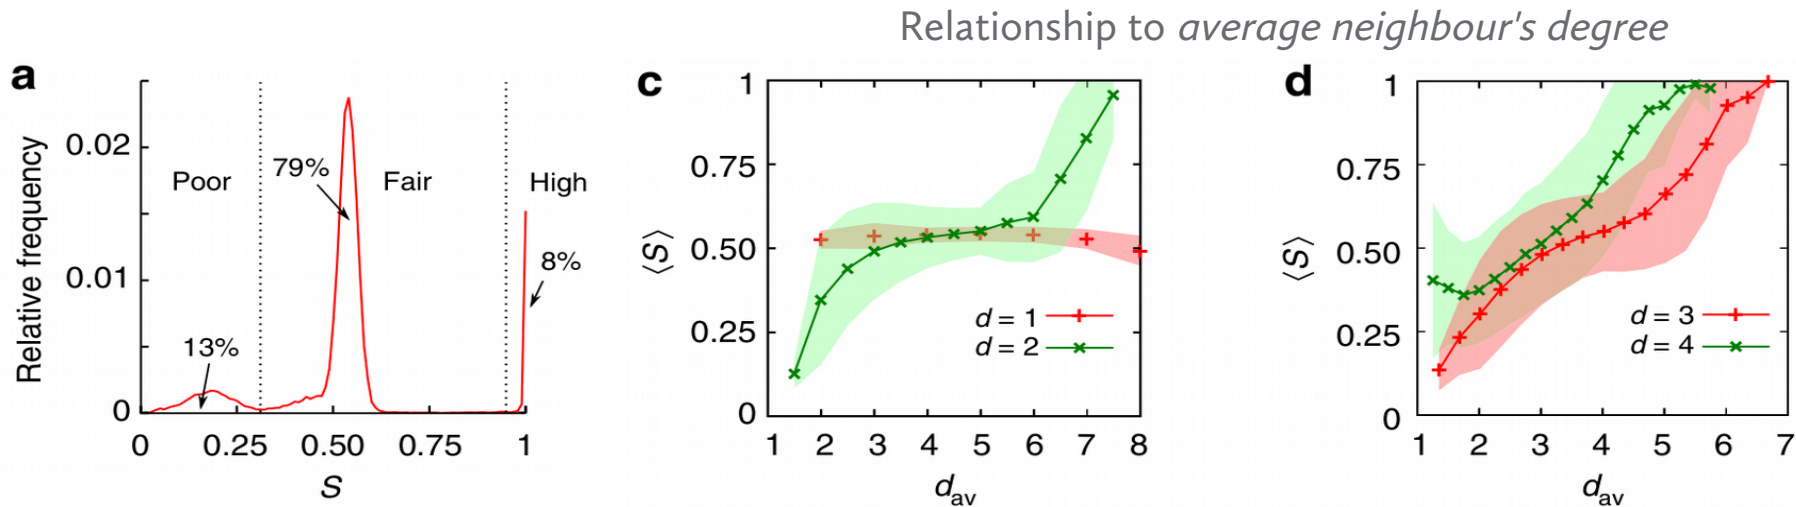 Relationship to average neighbour's degree
a
Relative frequency
0.02
0.01
0
Poor
79%
Fair
High
13%
8%
0 0.25 0.50 0.75 1
S
c
⟨S⟩
1
0.75
0.50
0.25
0
d = 1
d = 2
1 2 3 4 5 6 7 8
dav
d
⟨S⟩
1
0.75
0.50
0.25
0
d = 3
d = 4
1 2 3 4 5 6 7
dav